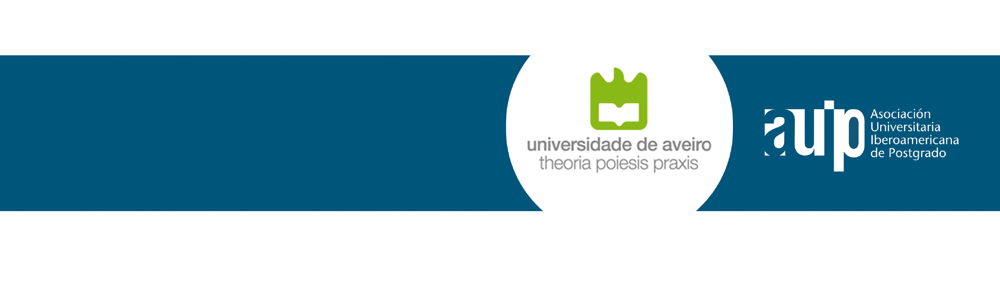 universidade de aveiro
theoria poiesis praxis
auip
Asociación
Universitaria
Iberoamericana
de Postgrado